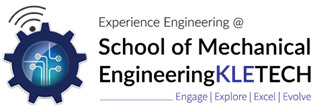 Experience Engineering @
School of Mechanical
EngineeringKLETECH
Engage | Explore | Excel | Evolve